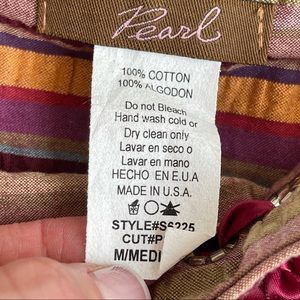 Pearl
100% COTTON
100% ALGODON
Do not Bleach
Hand wash cold or
Dry clean only
Lavar en seco o
Lavar en mano
HECHO EN E.U.A
MADE IN U.S.A.
STYLE#S6225
CUT#P
M/MEDI